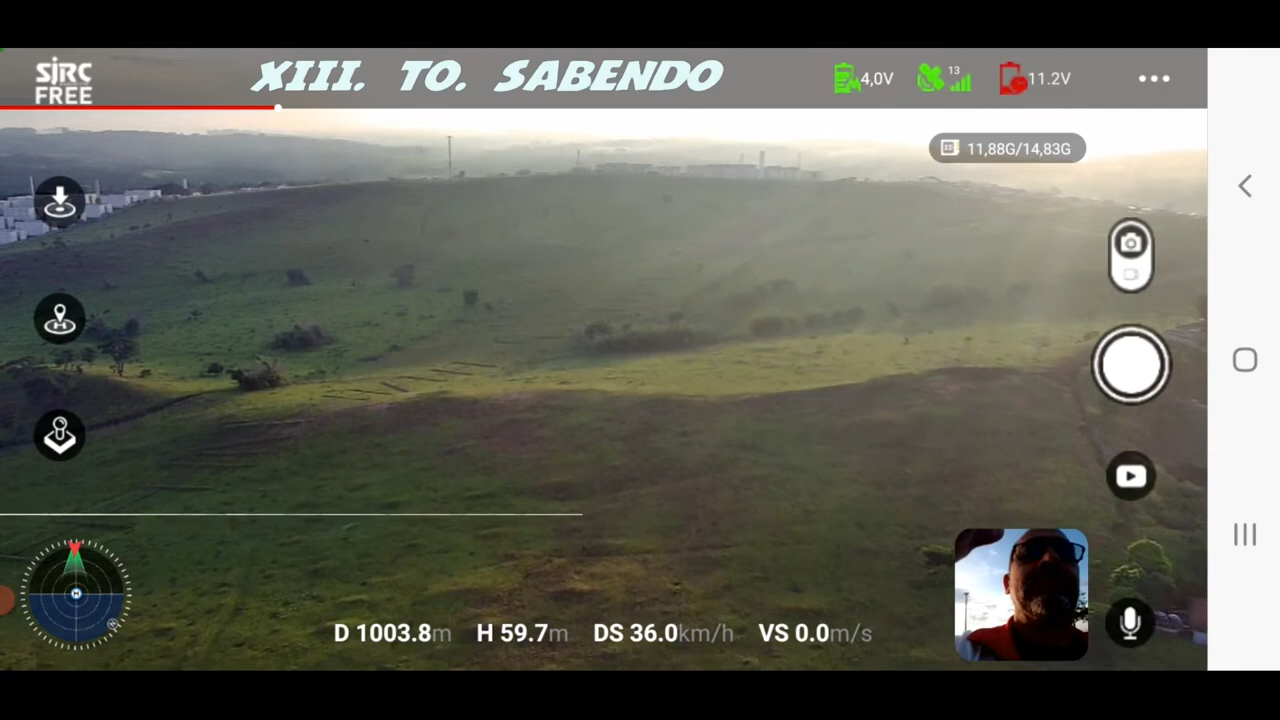 SJRC
FREE
XIII. TO. SABENDO
4,0V
13
11.2V
11,88G/14,83G
D 1003.8m H 59.7m DS 36.0km/h VS 0.0m/s